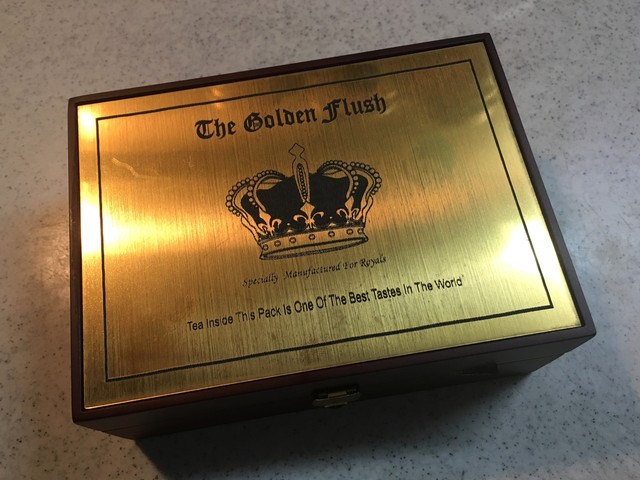 The Golden Flush
Specially Manufactured For Royals
Tea Inside This Pack Is One Of The Best Tastes In The World